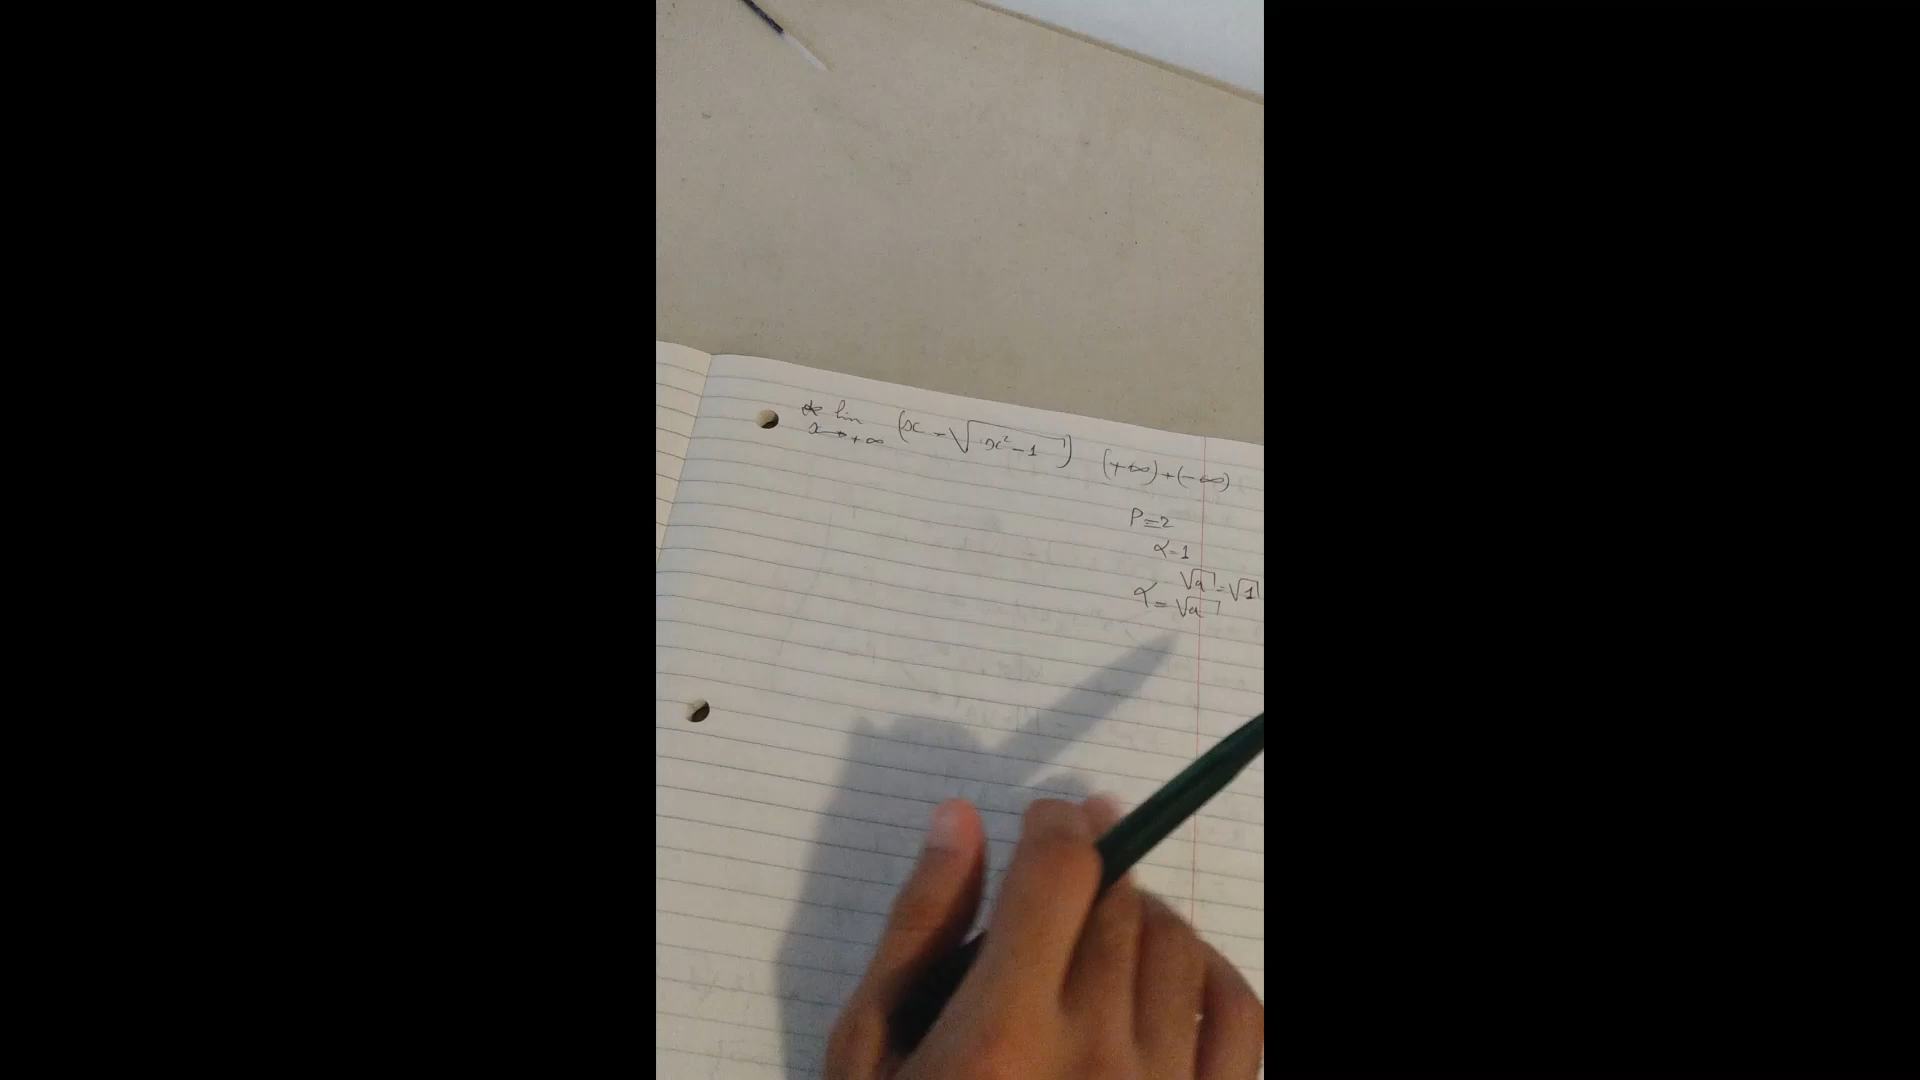 * lim (x - √(x² - 1)) (+∞)+(-∞)
x→+∞
P=2
α=1
√a = √1
α = √a